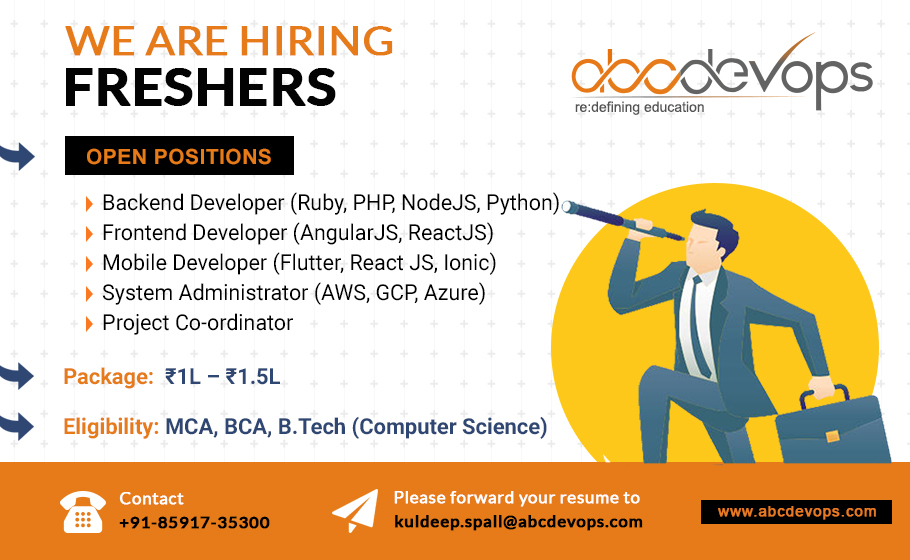 WE ARE HIRING
FRESHERS
abcdevops
re:defining education
OPEN POSITIONS
Backend Developer (Ruby, PHP, NodeJS, Python)
Frontend Developer (AngularJS, ReactJS)
Mobile Developer (Flutter, React JS, Ionic)
System Administrator (AWS, GCP, Azure)
Project Co-ordinator
Package: ₹1L – ₹1.5L
Eligibility: MCA, BCA, B.Tech (Computer Science)
Contact
+91-85917-35300
Please forward your resume to
kuldeep.spall@abcdevops.com
www.abcdevops.com